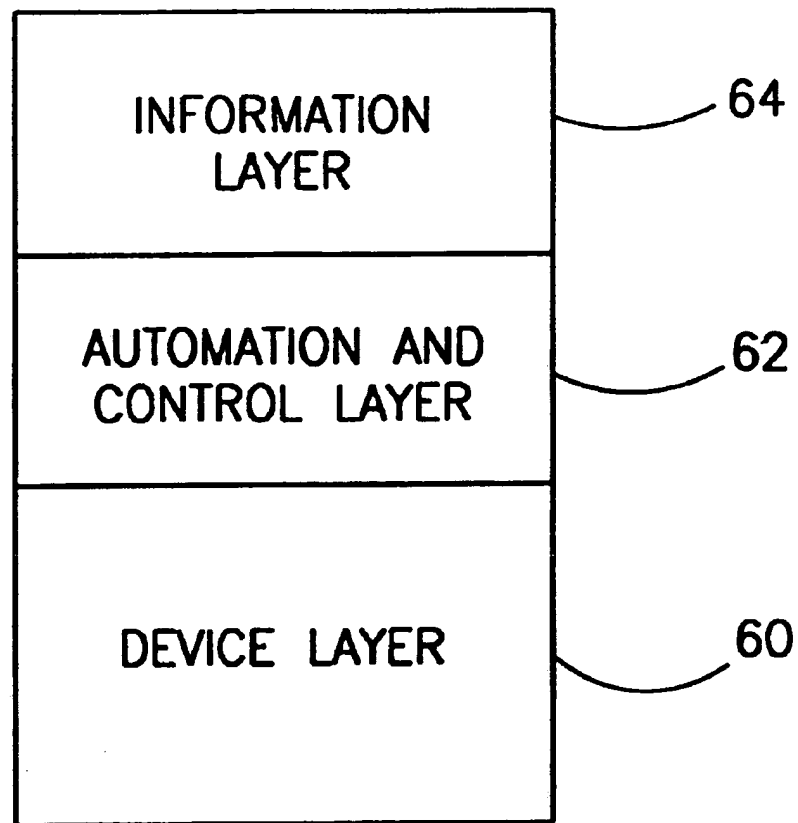 INFORMATION
LAYER
64
AUTOMATION AND
CONTROL LAYER
62
DEVICE LAYER
60